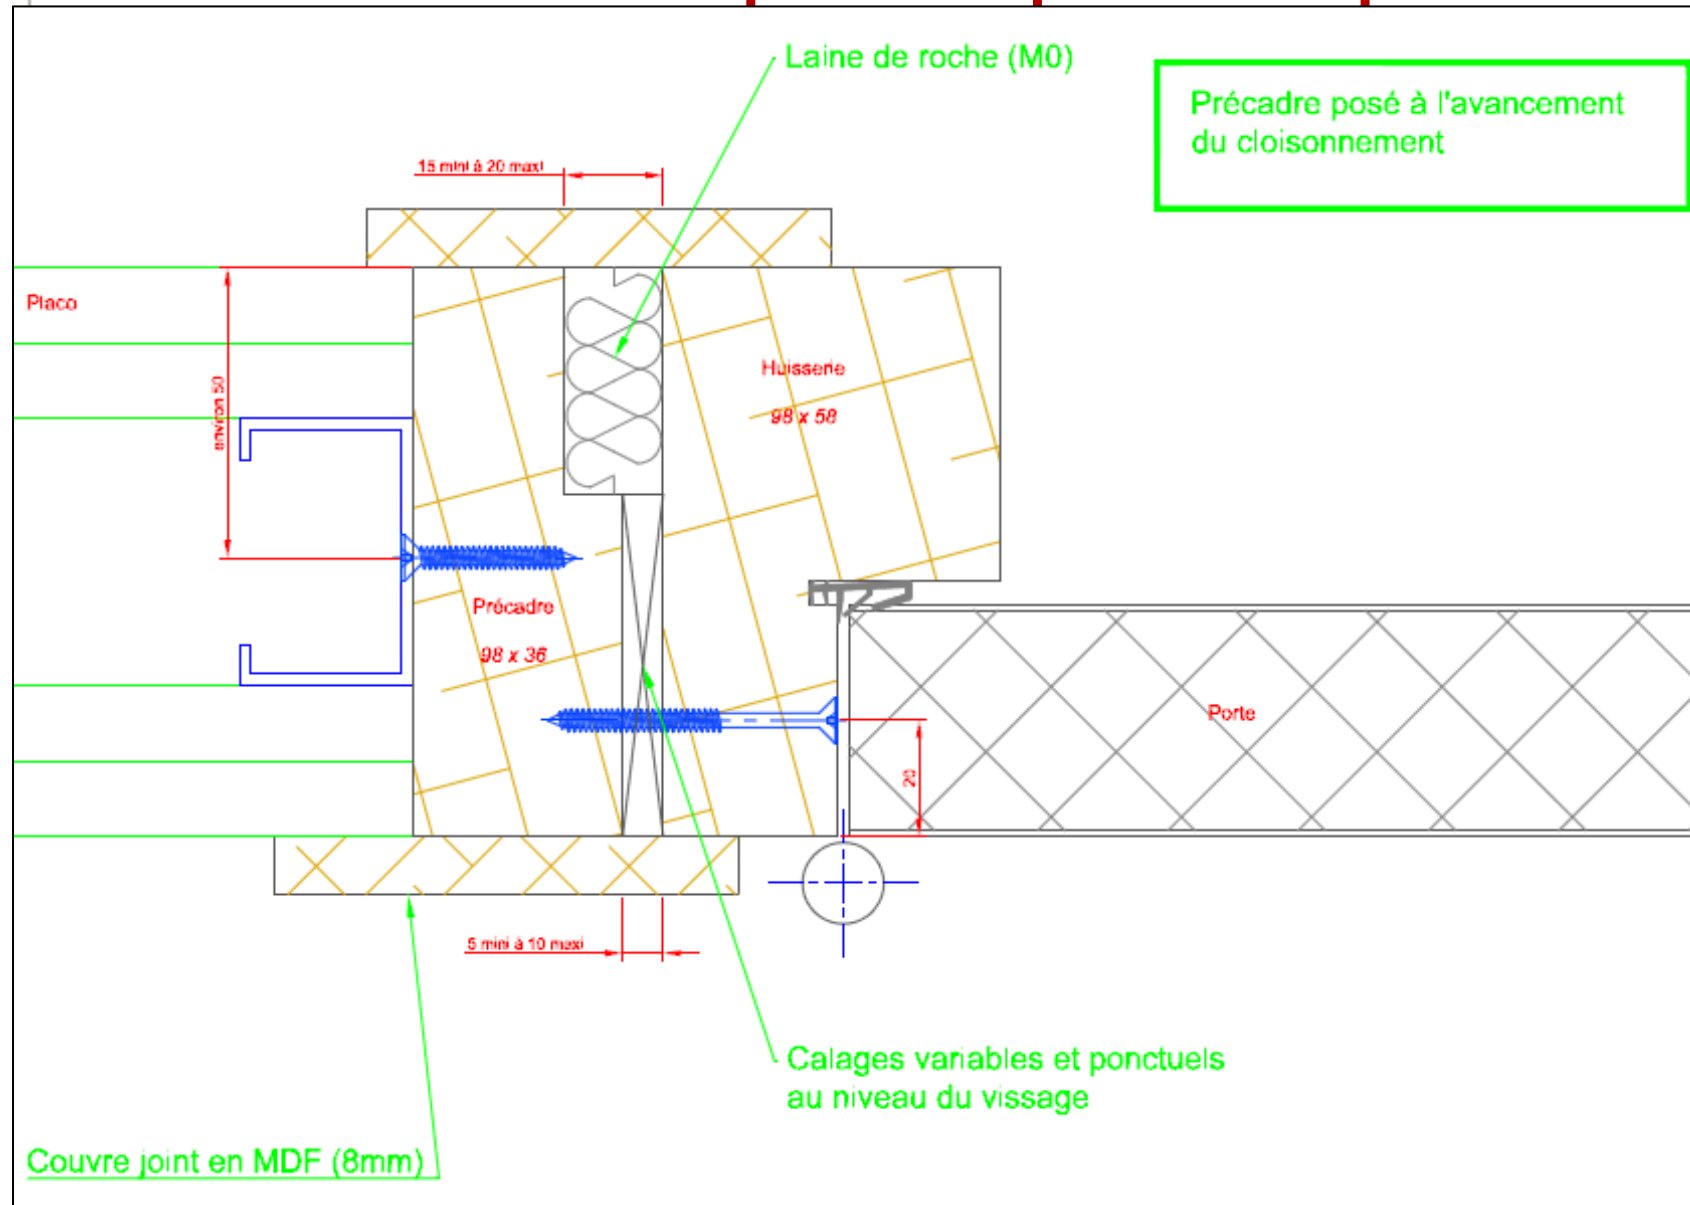 Laine de roche (M0)
Précadre posé à l'avancement
du cloisonnement
15 mini à 20 maxi
Placo
environ 50
Huisserie
98 x 58
Précadre
98 x 36
Porte
20
5 mini à 10 maxi
Calages variables et ponctuels
au niveau du vissage
Couvre joint en MDF (8mm)